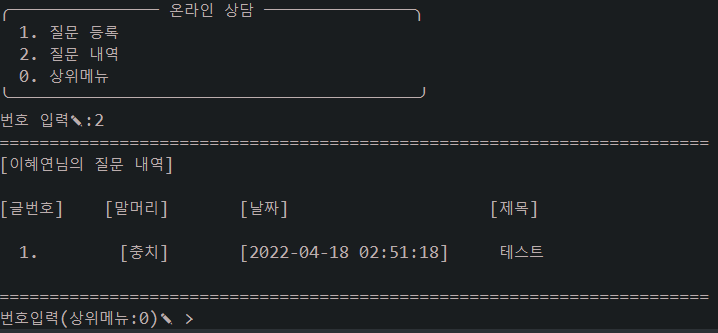 온라인 상담
1. 질문 등록
2. 질문 내역
0. 상위메뉴
번호 입력✎:2
========================================================================
[이혜연님의 질문 내역]
[글번호] [말머리] [날짜] [제목]
1. [충치] [2022-04-18 02:51:18] 테스트
========================================================================
번호입력(상위메뉴:0)✎ >